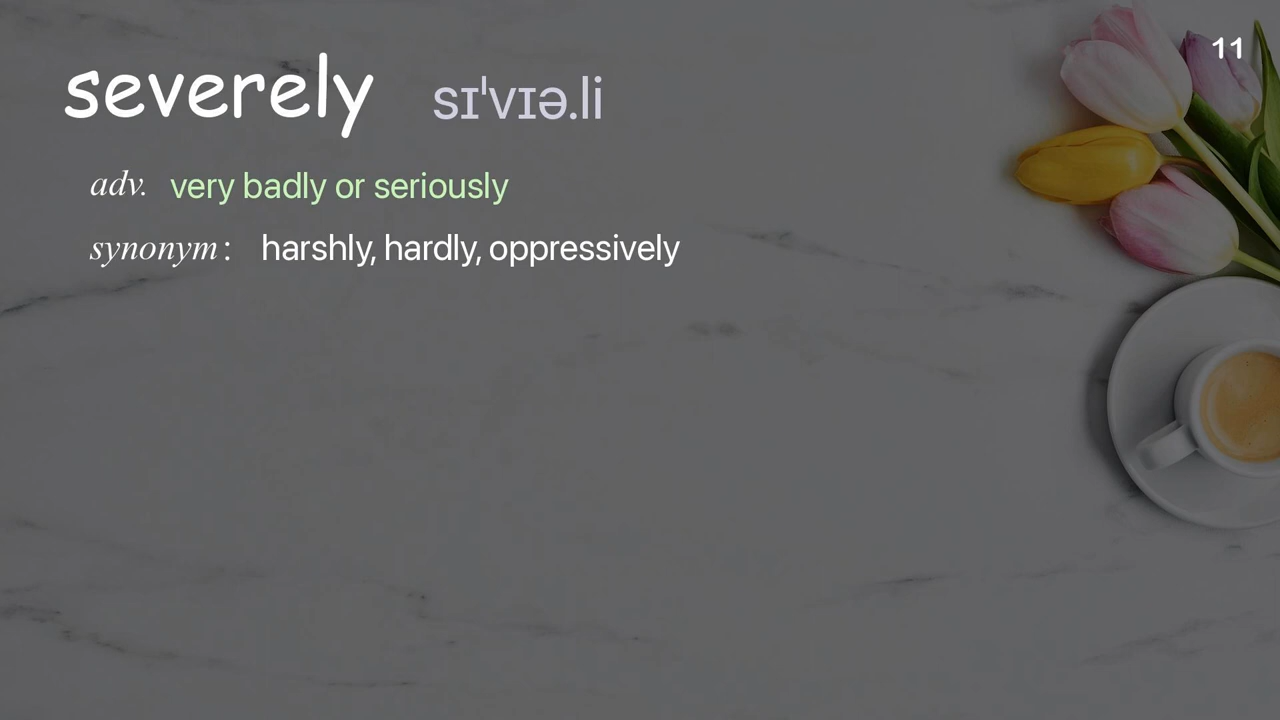 11
severely sɪˈvɪə.li
adv. very badly or seriously
synonym: harshly, hardly, oppressively